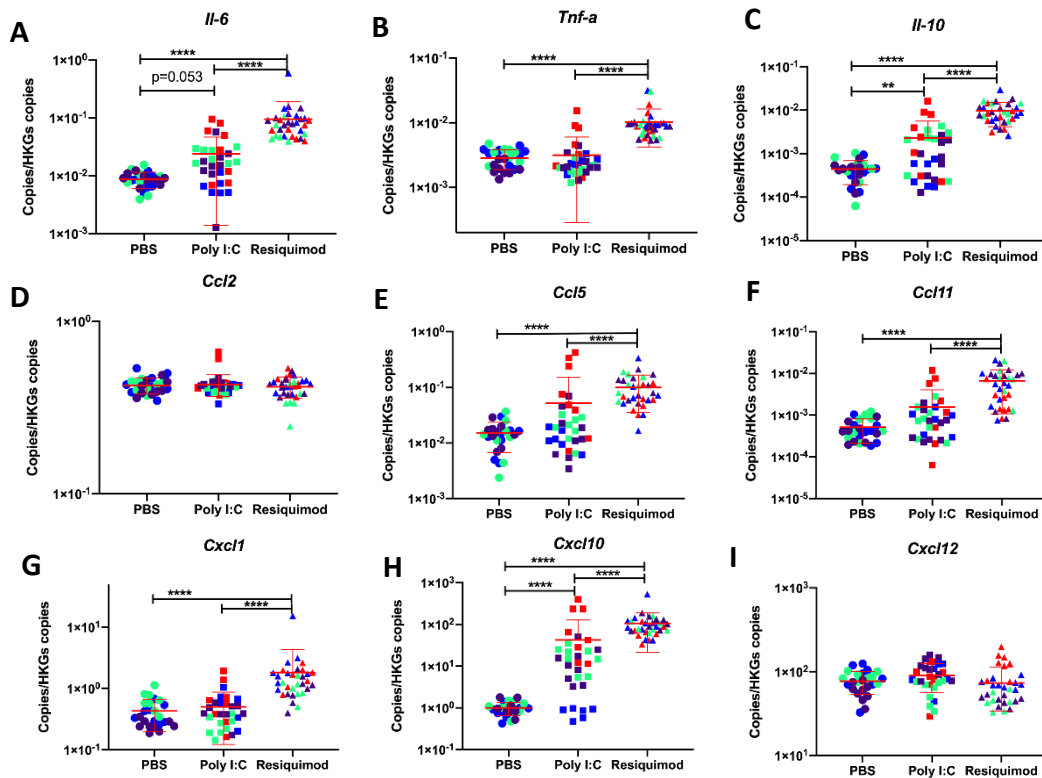 A
Il-6
Copies/HKGs copies
1×10⁰
1×10⁻¹
1×10⁻²
1×10⁻³
****
p=0.053
****
PBS
Poly I:C
Resiquimod
B
Tnf-a
Copies/HKGs copies
1×10⁻¹
1×10⁻²
1×10⁻³
****
****
PBS
Poly I:C
Resiquimod
C
Il-10
Copies/HKGs copies
1×10⁻¹
1×10⁻²
1×10⁻³
1×10⁻⁴
1×10⁻⁵
****
**
****
PBS
Poly I:C
Resiquimod
D
Ccl2
Copies/HKGs copies
1×10⁰
1×10⁻¹
PBS
Poly I:C
Resiquimod
E
Ccl5
Copies/HKGs copies
1×10⁰
1×10⁻¹
1×10⁻²
1×10⁻³
****
****
PBS
Poly I:C
Resiquimod
F
Ccl11
Copies/HKGs copies
1×10⁻¹
1×10⁻²
1×10⁻³
1×10⁻⁴
1×10⁻⁵
****
****
PBS
Poly I:C
Resiquimod
G
Cxcl1
Copies/HKGs copies
1×10¹
1×10⁰
1×10⁻¹
****
****
PBS
Poly I:C
Resiquimod
H
Cxcl10
Copies/HKGs copies
1×10³
1×10²
1×10¹
1×10⁰
1×10⁻¹
****
****
****
PBS
Poly I:C
Resiquimod
I
Cxcl12
Copies/HKGs copies
1×10³
1×10²
1×10¹
PBS
Poly I:C
Resiquimod